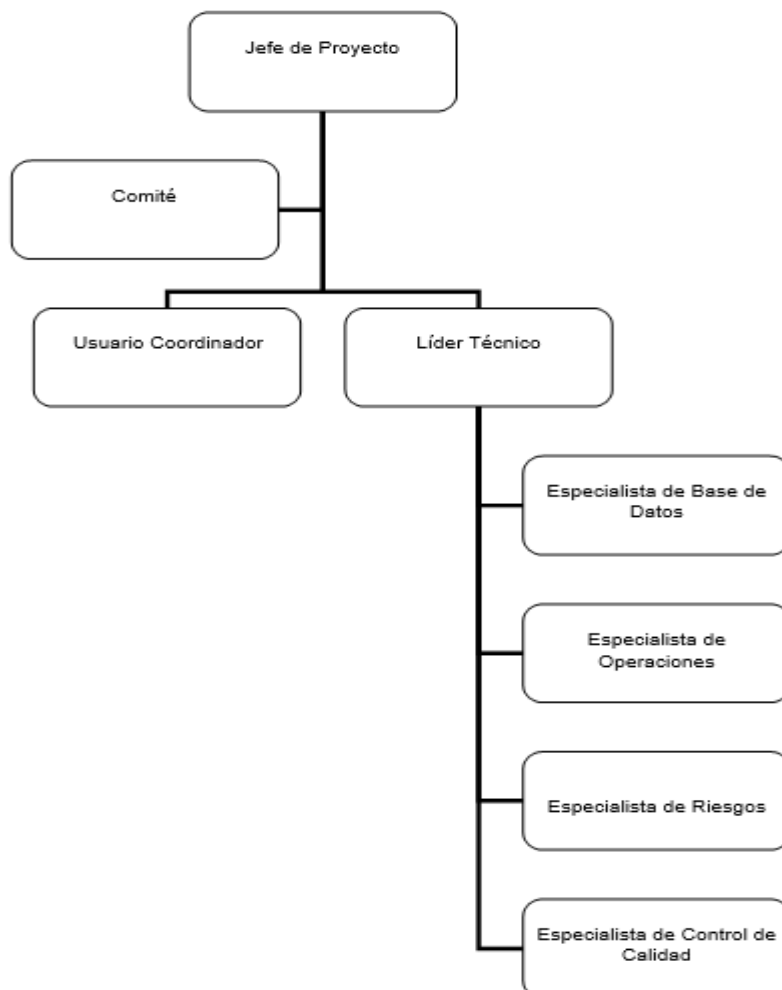 Jefe de Proyecto
Comité
Usuario Coordinador
Líder Técnico
Especialista de Base de
Datos
Especialista de
Operaciones
Especialista de Riesgos
Especialista de Control de
Calidad